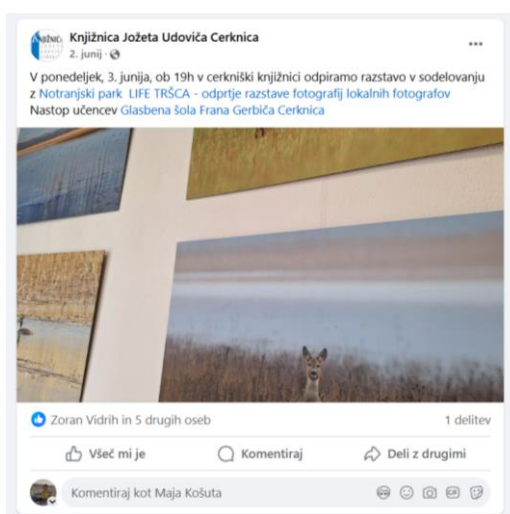 Knjižnica Jožeta Udoviča Cerknica
2. junij ·
V ponedeljek, 3. junija, ob 19h v cerkniški knjižnici odpiramo razstavo v sodelovanju
z Notranjski park LIFE TRŠCA - odprtje razstave fotografij lokalnih fotografov
Nastop učencev Glasbena šola Frana Gerbiča Cerknica
Zoran Vidrih in 5 drugih oseb
1 delitev
Všeč mi je
Komentiraj
Deli z drugimi
Komentiraj kot Maja Košuta